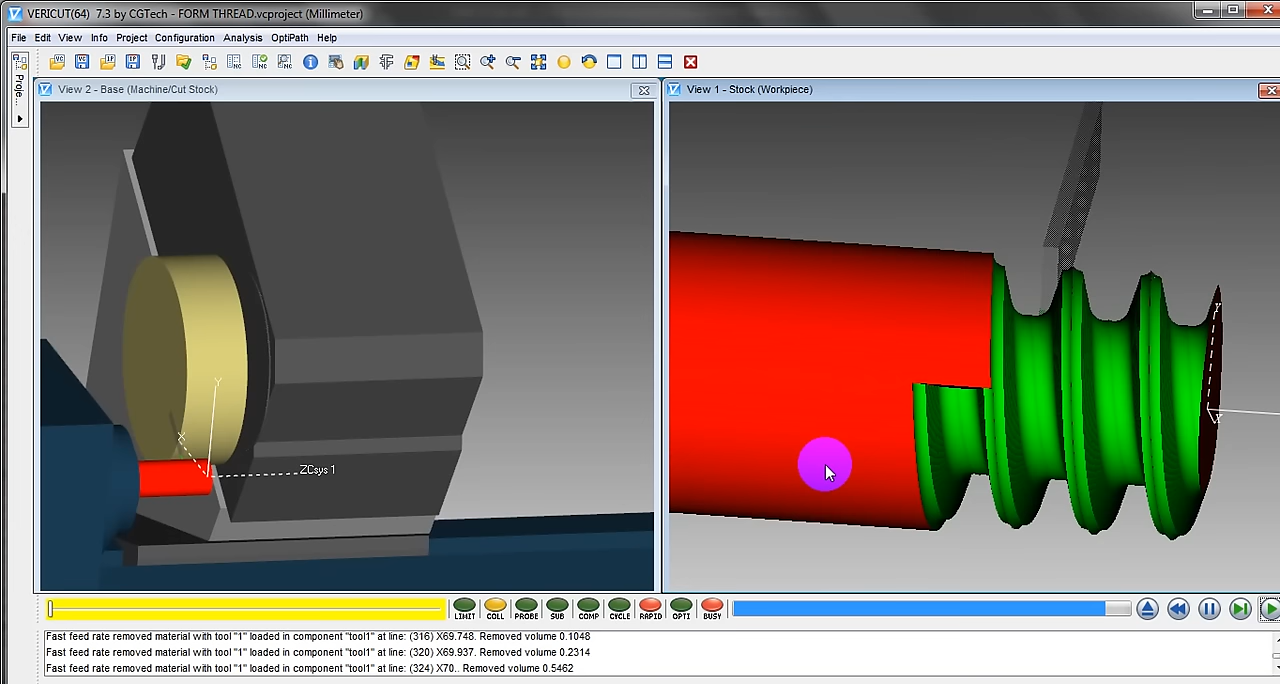 VERICUT(64) 7.3 by CGTech - FORM THREAD.vcproject (Millimeter)
File Edit View Info Project Configuration Analysis OptiPath Help
Proje...
View 2 - Base (Machine/Cut Stock)
View 1 - Stock (Workpiece)
Y
X
ZCsys 1
Y
X
LIMIT COLL PROBE SUB COMP CYCLE RAPID OPTI BUSY
Fast feed rate removed material with tool "1" loaded in component "tool1" at line: (316) X69.748. Removed volume 0.1048
Fast feed rate removed material with tool "1" loaded in component "tool1" at line: (320) X69.937. Removed volume 0.2314
Fast feed rate removed material with tool "1" loaded in component "tool1" at line: (324) X70.. Removed volume 0.5462